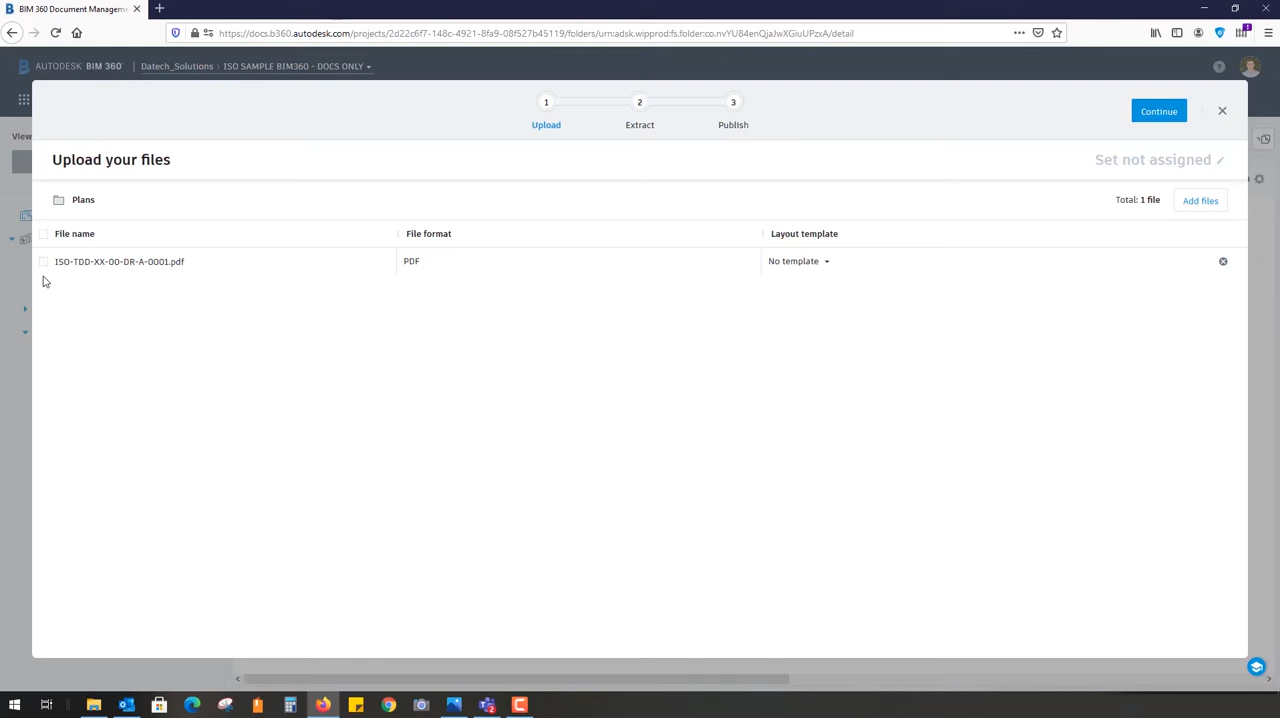 BIM 360 Document Manageme
https://docs.b360.autodesk.com/projects/2d22c6f7-148c-4921-8fa9-08f527b45119/folders/urn:adsk.wipprod:fs.folder:co.nvYU84enQjaJwXGiuUPzxA/detail
AUTODESK BIM 360 Datech_Solutions > ISO SAMPLE BIM360 - DOCS ONLY
1 2 3
Upload Extract Publish
Continue
View
Upload your files
Set not assigned
Plans
Total: 1 file
Add files
File name File format Layout template
ISO-TDD-XX-00-DR-A-0001.pdf PDF No template